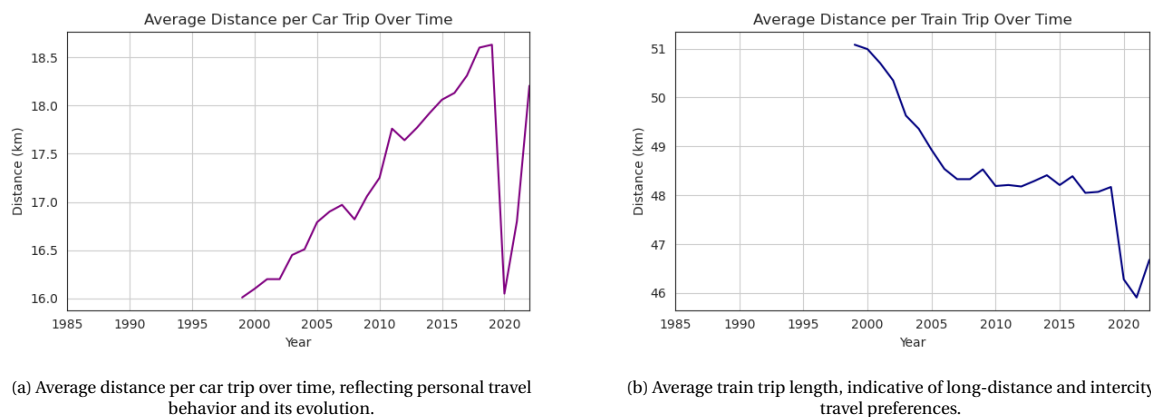 Average Distance per Car Trip Over Time
18.5
18.0
17.5
17.0
16.5
16.0
Distance (km)
1985 1990 1995 2000 2005 2010 2015 2020
Year
(a) Average distance per car trip over time, reflecting personal travel
behavior and its evolution.
Average Distance per Train Trip Over Time
51
50
49
48
47
46
Distance (km)
1985 1990 1995 2000 2005 2010 2015 2020
Year
(b) Average train trip length, indicative of long-distance and intercity
travel preferences.